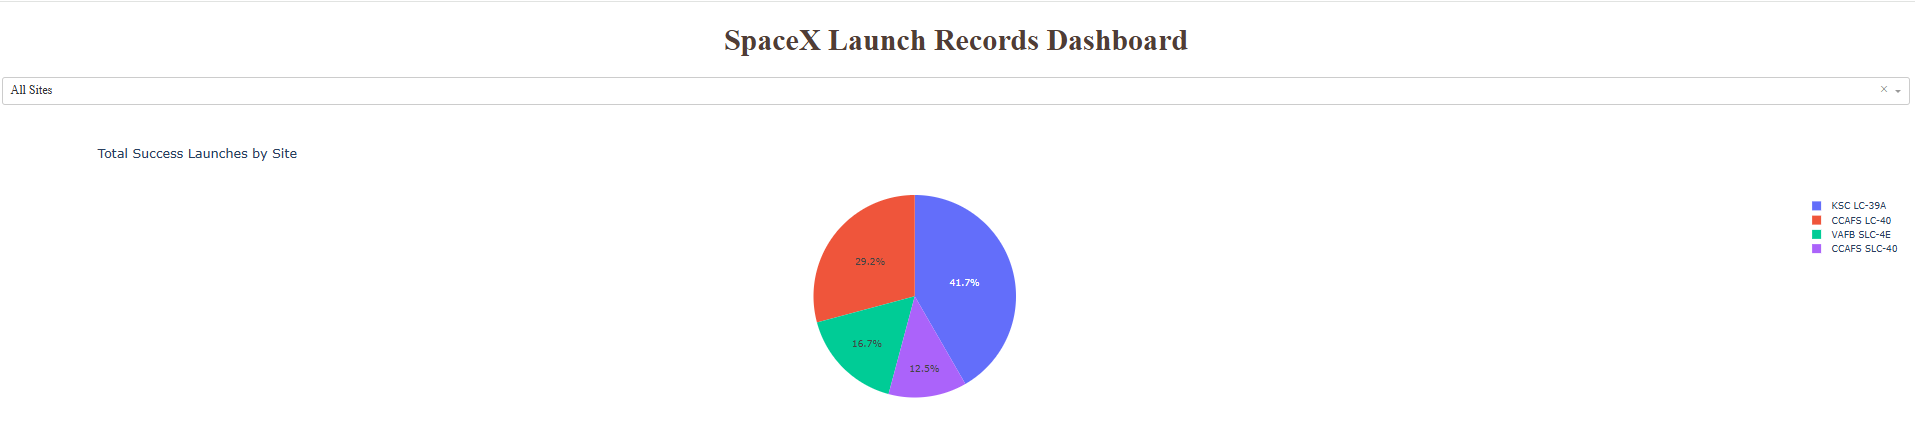 SpaceX Launch Records Dashboard
All Sites
×
Total Success Launches by Site
KSC LC-39A
CCAFS LC-40
VAFB SLC-4E
CCAFS SLC-40
29.2%
41.7%
16.7%
12.5%